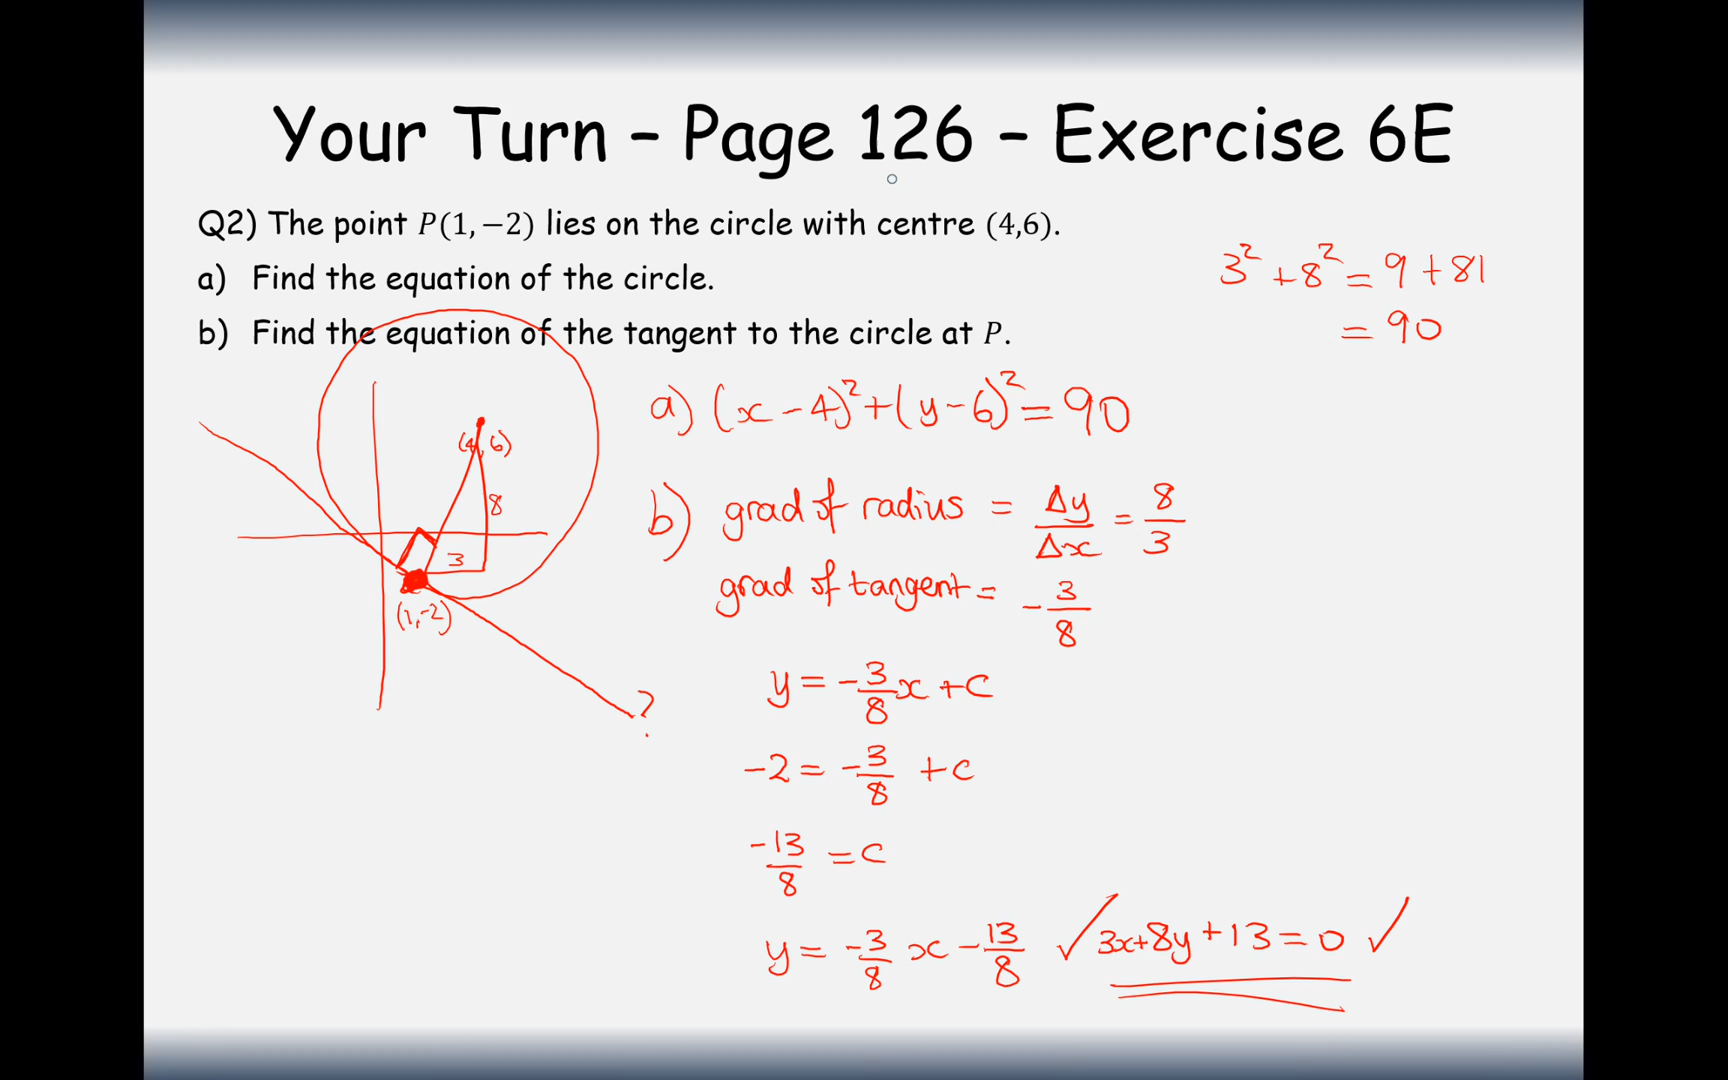 Your Turn – Page 126 – Exercise 6E
Q2) The point P(1,−2) lies on the circle with centre (4,6).
a) Find the equation of the circle.
b) Find the equation of the tangent to the circle at P.
3² + 8² = 9 + 81
= 90
a) (x − 4)² + (y − 6)² = 90
(4, 6)
8
3
(1, −2)
?
b) grad of radius = Δy/Δx = 8/3
grad of tangent = −3/8
y = −3/8 x + c
−2 = −3/8 + c
−13/8 = c
y = −3/8 x − 13/8 ✓ 3x+8y+13=0 ✓